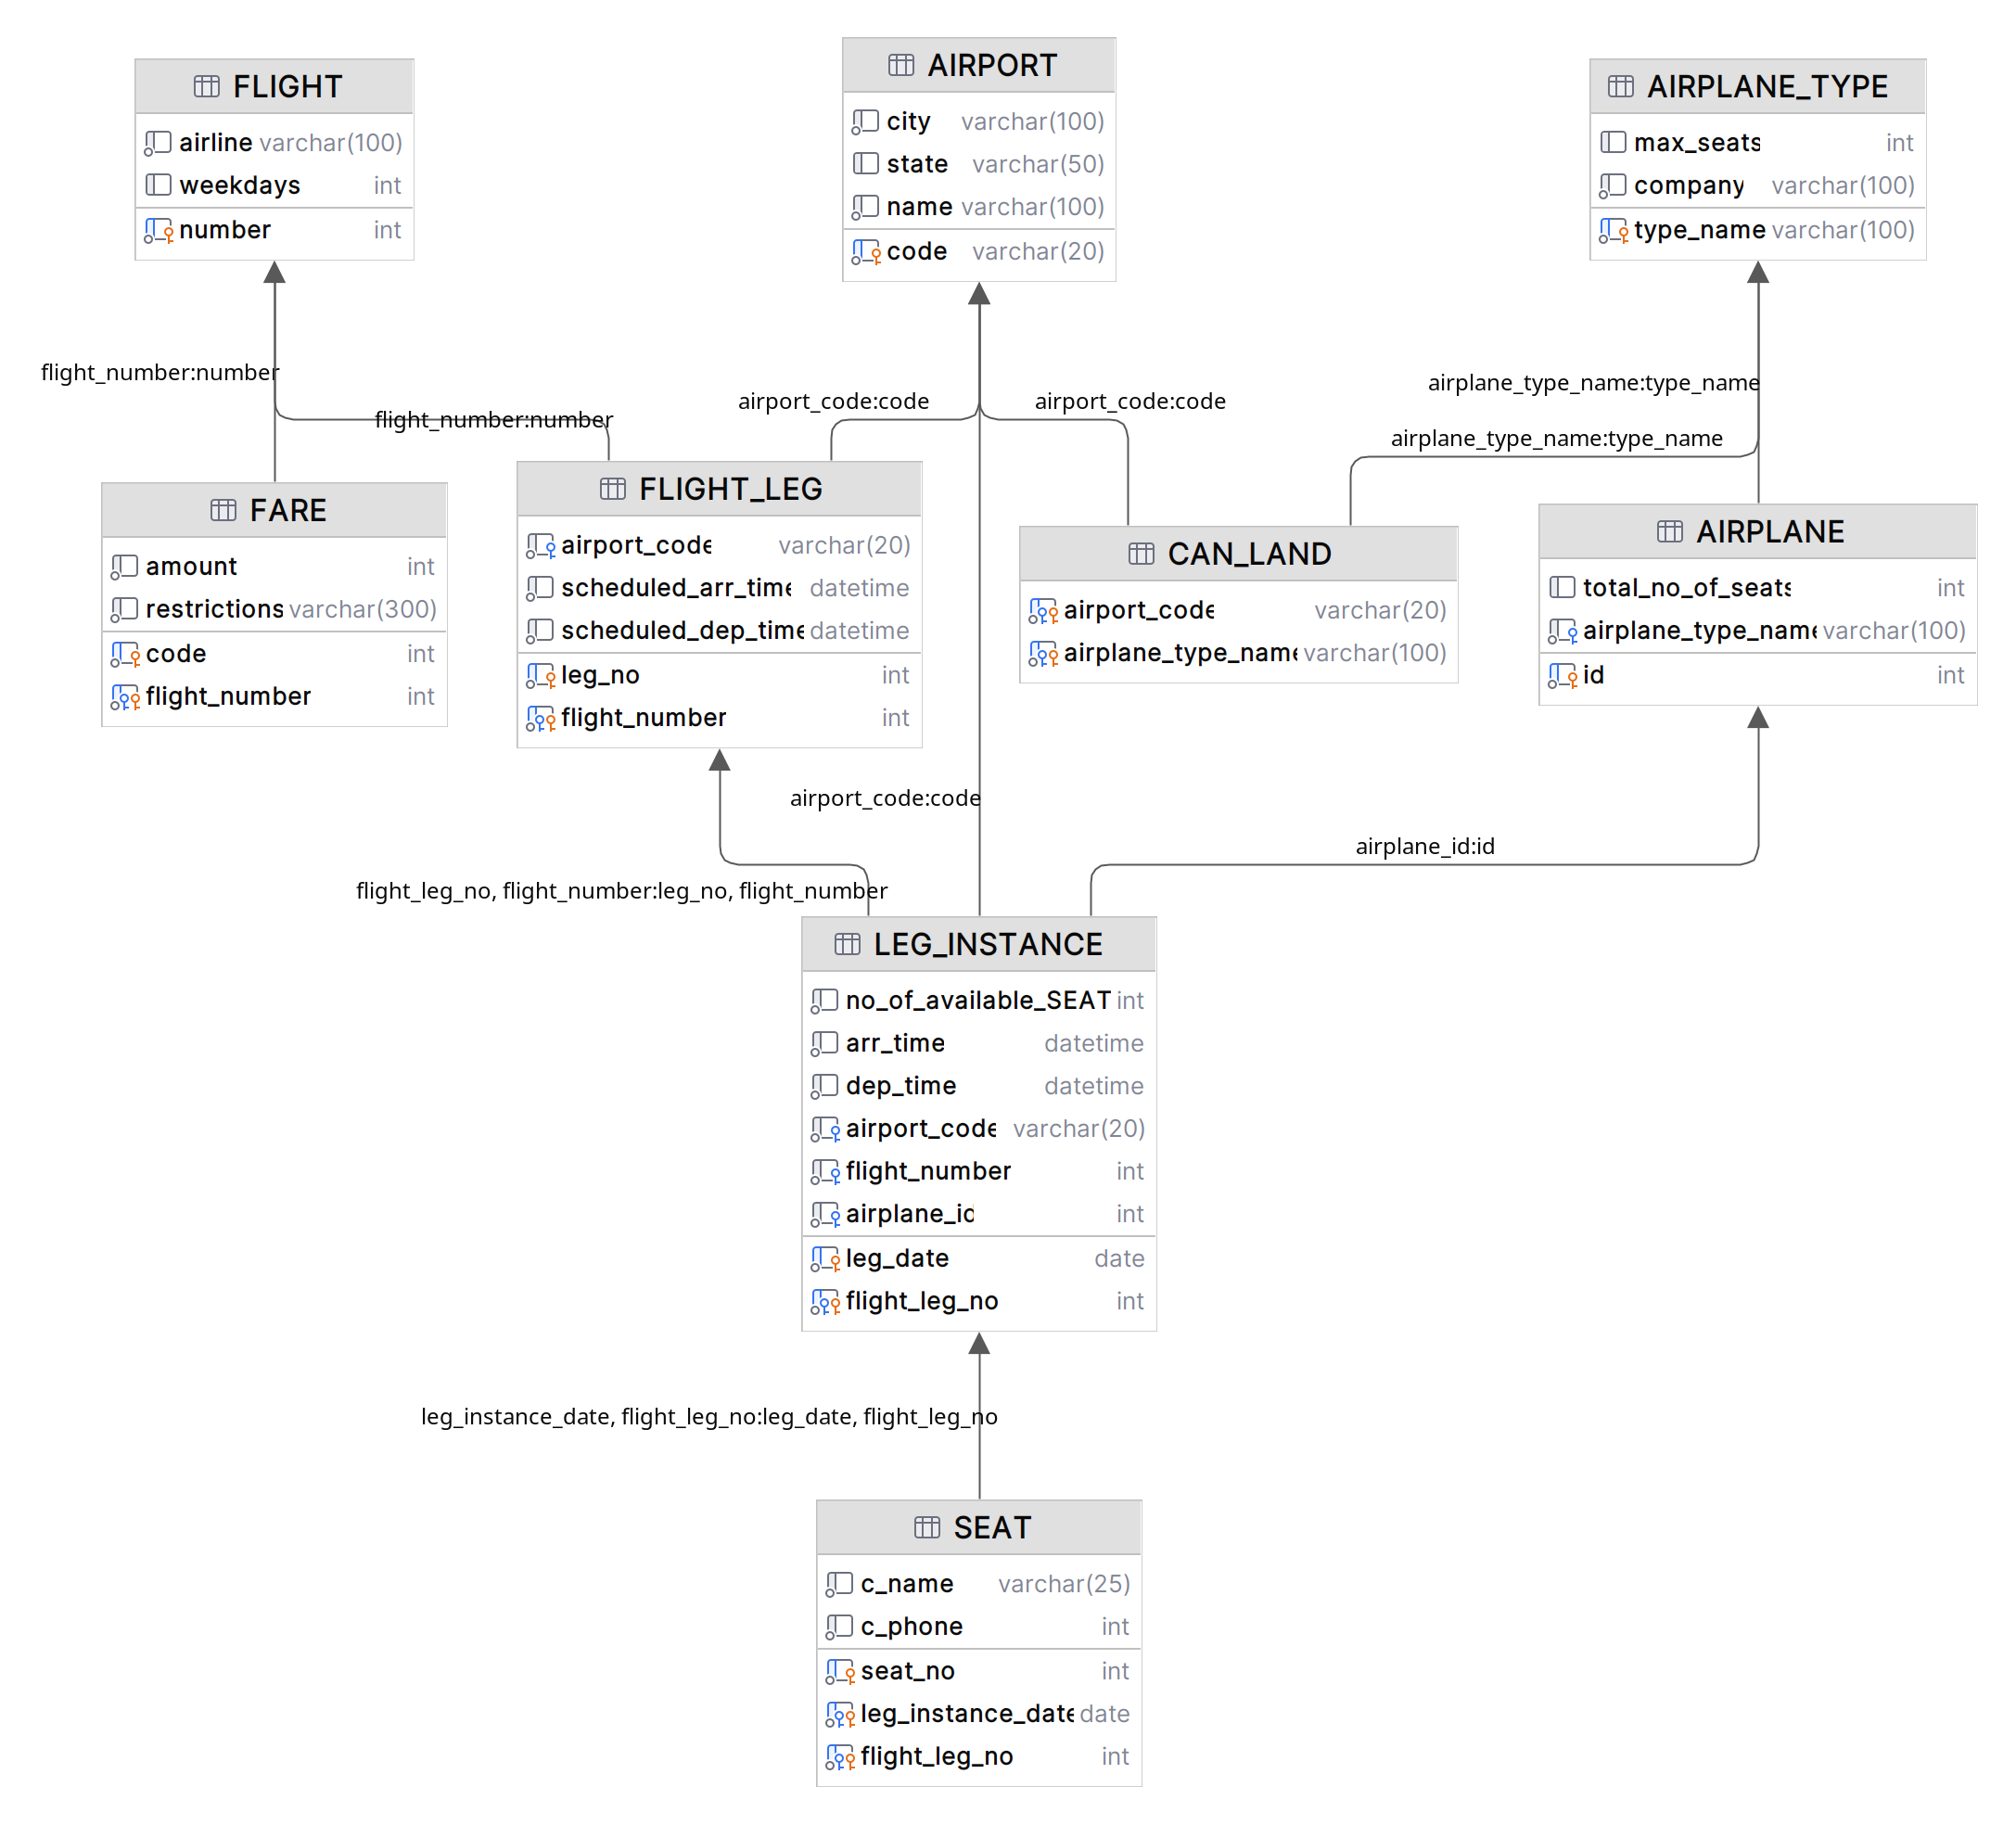 FLIGHT
airline varchar(100)
weekdays int
number int
AIRPORT
city varchar(100)
state varchar(50)
name varchar(100)
code varchar(20)
AIRPLANE_TYPE
max_seats int
company varchar(100)
type_name varchar(100)
flight_number:number
flight_number:number
airport_code:code
airport_code:code
airplane_type_name:type_name
airplane_type_name:type_name
FARE
amount int
restrictions varchar(300)
code int
flight_number int
FLIGHT_LEG
airport_code varchar(20)
scheduled_arr_time datetime
scheduled_dep_time datetime
leg_no int
flight_number int
CAN_LAND
airport_code varchar(20)
airplane_type_name varchar(100)
AIRPLANE
total_no_of_seats int
airplane_type_name varchar(100)
id int
airport_code:code
airplane_id:id
flight_leg_no, flight_number:leg_no, flight_number
LEG_INSTANCE
no_of_available_SEAT int
arr_time datetime
dep_time datetime
airport_code varchar(20)
flight_number int
airplane_id int
leg_date date
flight_leg_no int
leg_instance_date, flight_leg_no:leg_date, flight_leg_no
SEAT
c_name varchar(25)
c_phone int
seat_no int
leg_instance_date date
flight_leg_no int